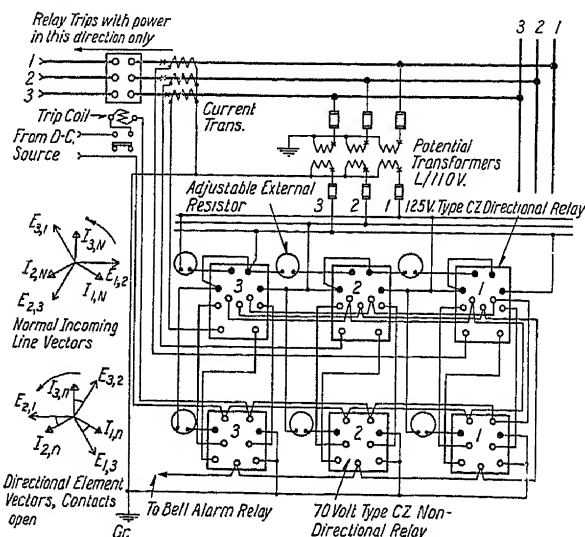 Relay Trips with power
in this direction only
3 2 1
1
2
3
Trip Coil
From D-C.
Source
Current
Trans.
Potential
Transformers
L/110V.
Adjustable External
Resistor
3 2 1
125V. Type CZ Directional Relay
E3,1
I3,N
I2,N
E1,2
I1,N
E2,3
Normal Incoming
Line Vectors
3 2 1
E3,2
I3,n
E2,1
I2,n
I1,n
E1,3
Directional Element
Vectors, Contacts
open
3 2 1
To Bell Alarm Relay
70 Volt Type CZ Non-
Directional Relay
Gr.